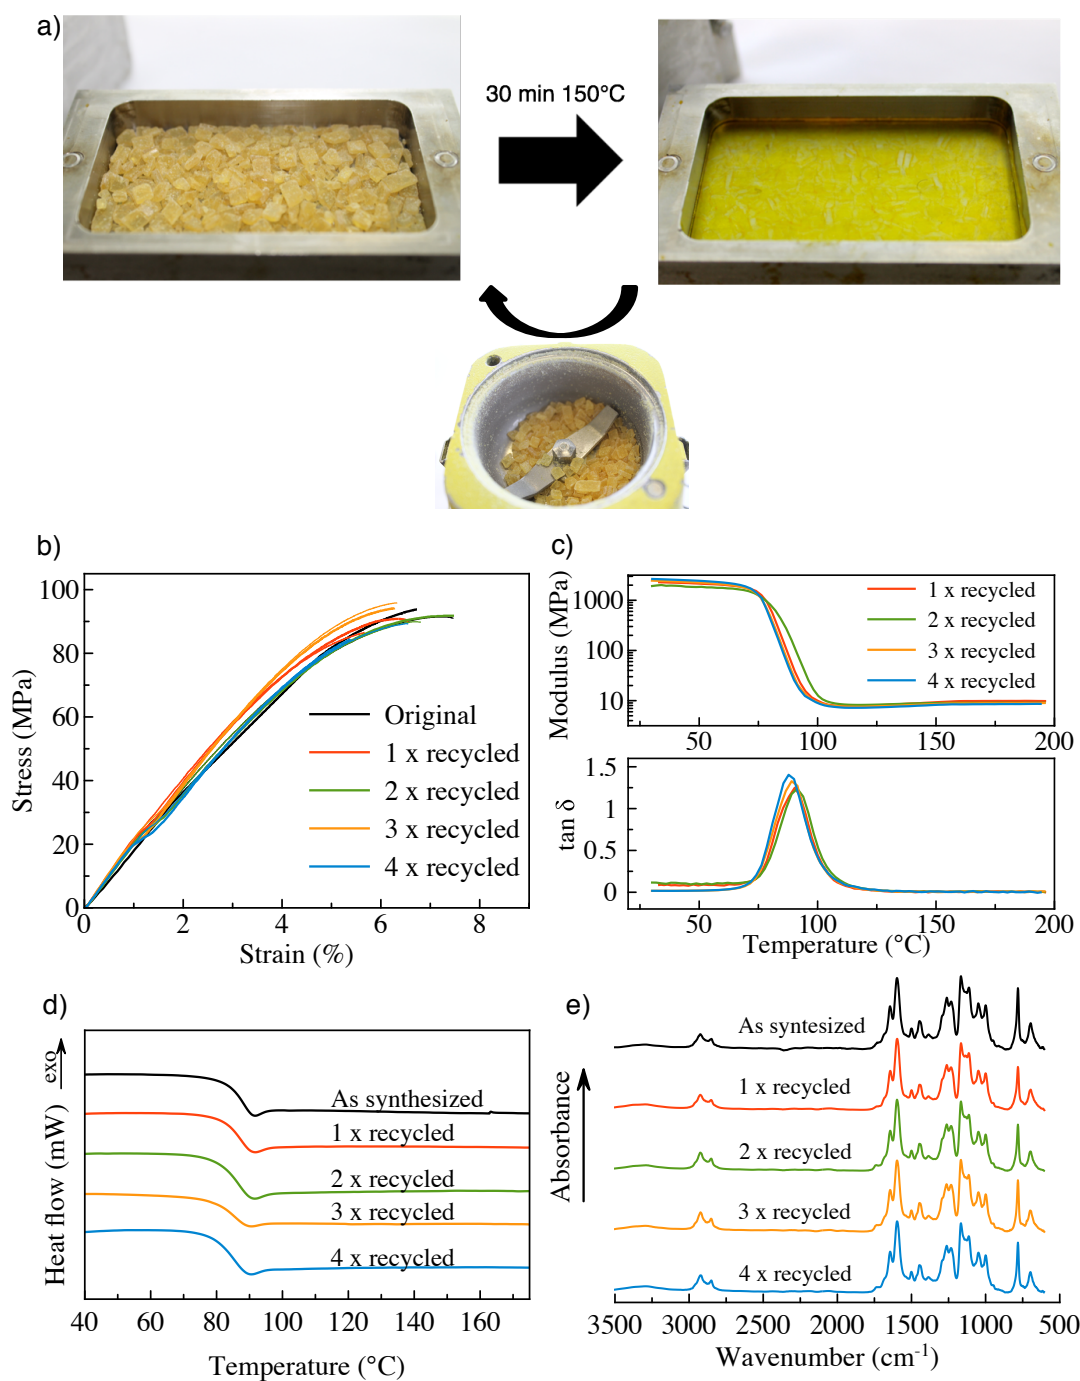 a)
30 min 150°C
b)
Stress (MPa)
100
80
60
40
20
0
Original
1 x recycled
2 x recycled
3 x recycled
4 x recycled
0 2 4 6 8
Strain (%)
c)
Modulus (MPa)
1000
100
10
1 x recycled
2 x recycled
3 x recycled
4 x recycled
50 100 150 200
tan δ
1.5
1
0.5
0
50 100 150 200
Temperature (°C)
d)
Heat flow (mW)
exo
As synthesized
1 x recycled
2 x recycled
3 x recycled
4 x recycled
40 60 80 100 120 140 160
Temperature (°C)
e)
Absorbance
As syntesized
1 x recycled
2 x recycled
3 x recycled
4 x recycled
3500 3000 2500 2000 1500 1000 500
Wavenumber (cm⁻¹)